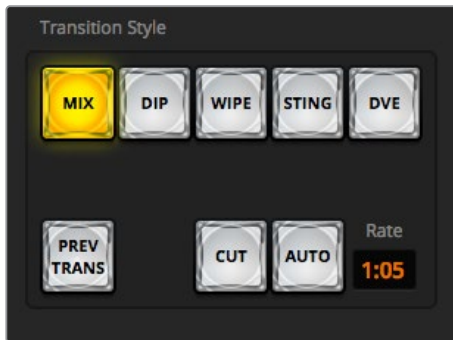 Transition Style
MIX DIP WIPE STING DVE
PREV
TRANS
CUT AUTO
Rate
1:05